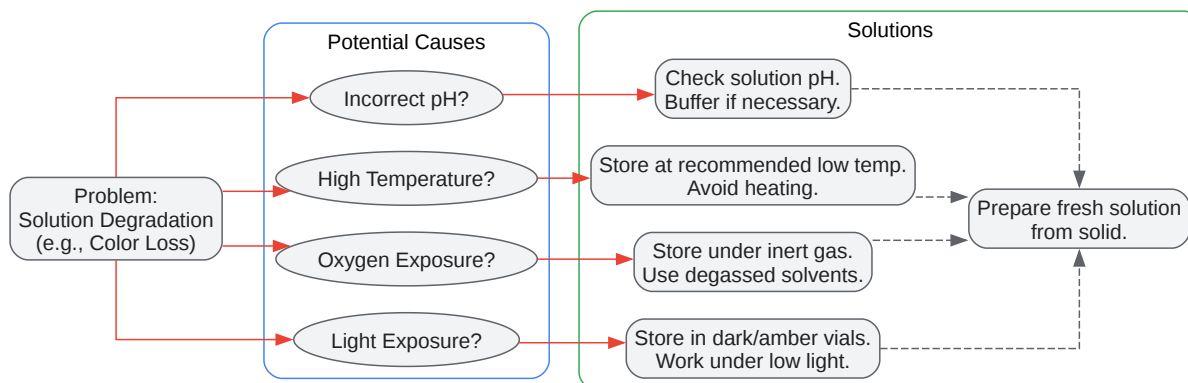 Potential Causes
Solutions
Problem:
Solution Degradation
(e.g., Color Loss)
Incorrect pH?
Check solution pH.
Buffer if necessary.
High Temperature?
Store at recommended low temp.
Avoid heating.
Oxygen Exposure?
Store under inert gas.
Use degassed solvents.
Light Exposure?
Store in dark/amber vials.
Work under low light.
Prepare fresh solution
from solid.